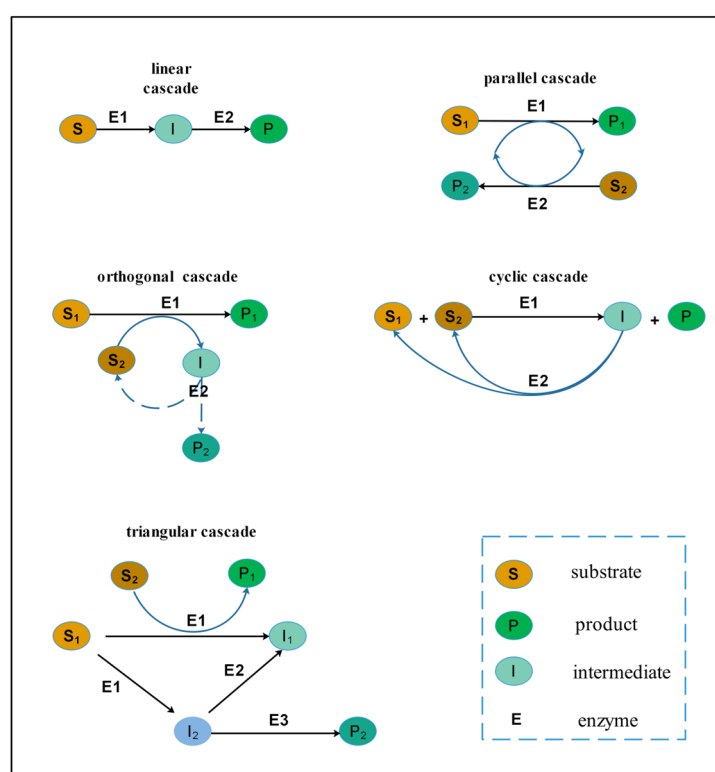 linear
cascade
S E1 I E2 P
parallel cascade
E1
S₁ P₁
P₂ S₂
E2
orthogonal cascade
E1
S₁ P₁
S₂ I
E2
P₂
cyclic cascade
E1
S₁ + S₂ I + P
E2
triangular cascade
S₂ P₁
E1
S₁ I₁
E1 E2
E3
I₂ P₂
S substrate
P product
I intermediate
E enzyme